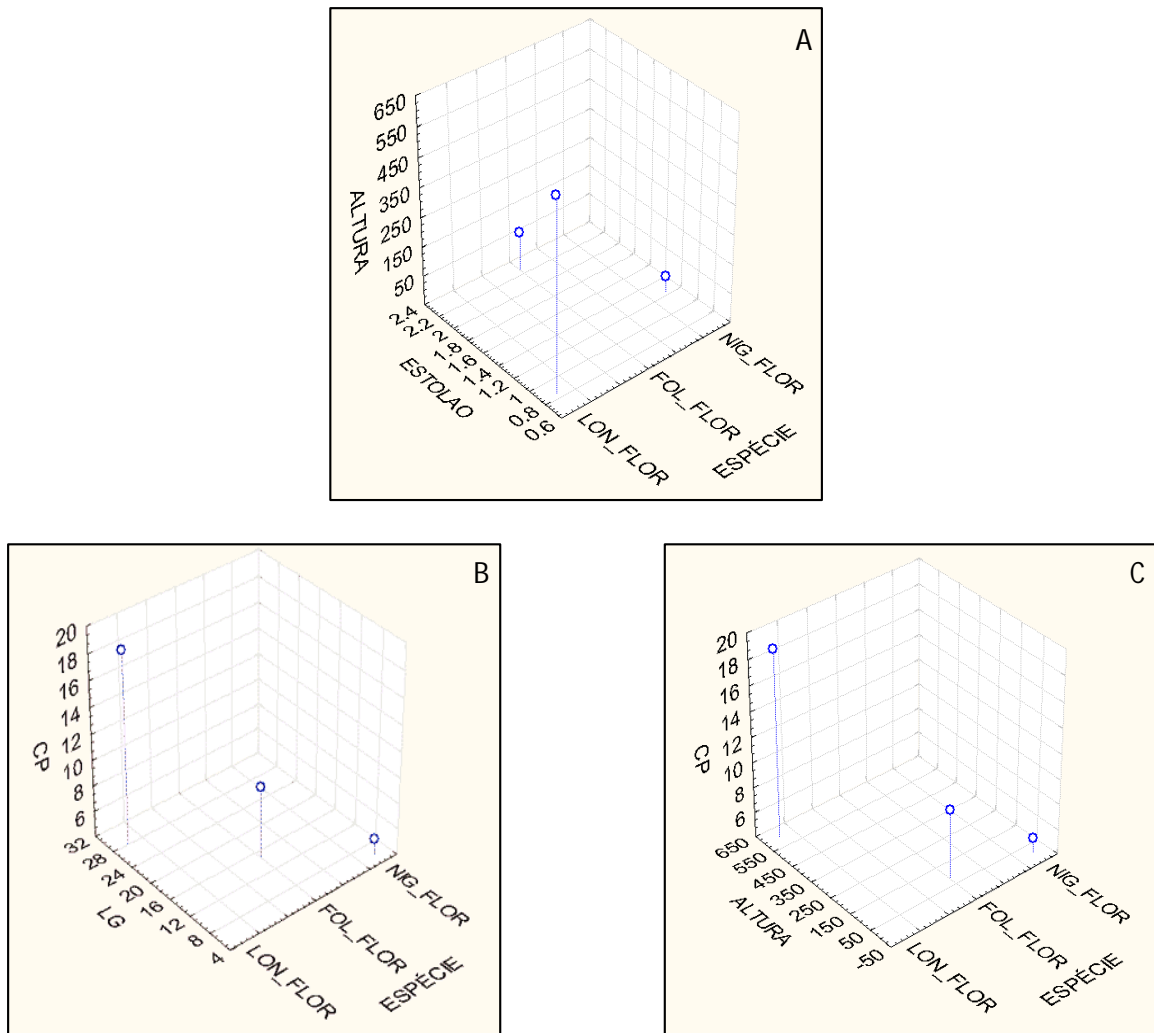 A
650
550
450
350
250
150
50
ALTURA
2.4
2.2
2
1.8
1.6
1.4
1.2
1
0.8
0.6
ESTOLAO
LON_FLOR
FOL_FLOR
NIG_FLOR
ESPÉCIE
B
20
18
16
14
12
10
8
6
CP
32
28
24
20
16
12
8
4
LG
LON_FLOR
FOL_FLOR
NIG_FLOR
ESPÉCIE
C
20
18
16
14
12
10
8
6
CP
650
550
450
350
250
150
50
-50
ALTURA
LON_FLOR
FOL_FLOR
NIG_FLOR
ESPÉCIE